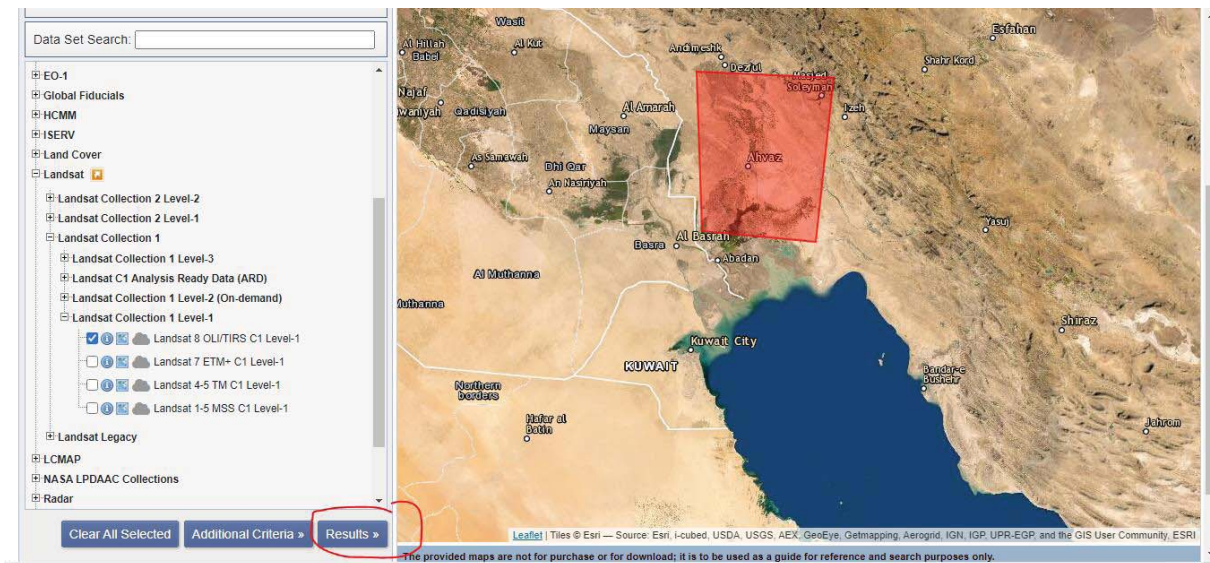 Data Set Search:
EO-1
Global Fiducials
HCMM
ISERV
Land Cover
Landsat
Landsat Collection 2 Level-2
Landsat Collection 2 Level-1
Landsat Collection 1
Landsat Collection 1 Level-3
Landsat C1 Analysis Ready Data (ARD)
Landsat Collection 1 Level-2 (On-demand)
Landsat Collection 1 Level-1
Landsat 8 OLI/TIRS C1 Level-1
Landsat 7 ETM+ C1 Level-1
Landsat 4-5 TM C1 Level-1
Landsat 1-5 MSS C1 Level-1
Landsat Legacy
LCMAP
NASA LPDAAC Collections
Radar
Clear All Selected
Additional Criteria »
Results »
Wasit
Esfahan
Al Hillah
Babel
Al Kut
Andimeshk
Dezful
Shahr Kord
Masjed
Soleyman
Najaf
Qadisiyah
Al Amarah
Izeh
Maysan
As Samawah
Dhi Qar
Ahvaz
An Nasiriyah
Yasuj
Basra
Al Basrah
Abadan
Al Muthanna
Muthanna
Shiraz
Kuwait City
KUWAIT
Bandar-e
Bushehr
Northern
borders
Hafar al
Batin
Jahrom
Leaflet | Tiles © Esri — Source: Esri, i-cubed, USDA, USGS, AEX, GeoEye, Getmapping, Aerogrid, IGN, IGP, UPR-EGP, and the GIS User Community, ESRI
The provided maps are not for purchase or for download; it is to be used as a guide for reference and search purposes only.